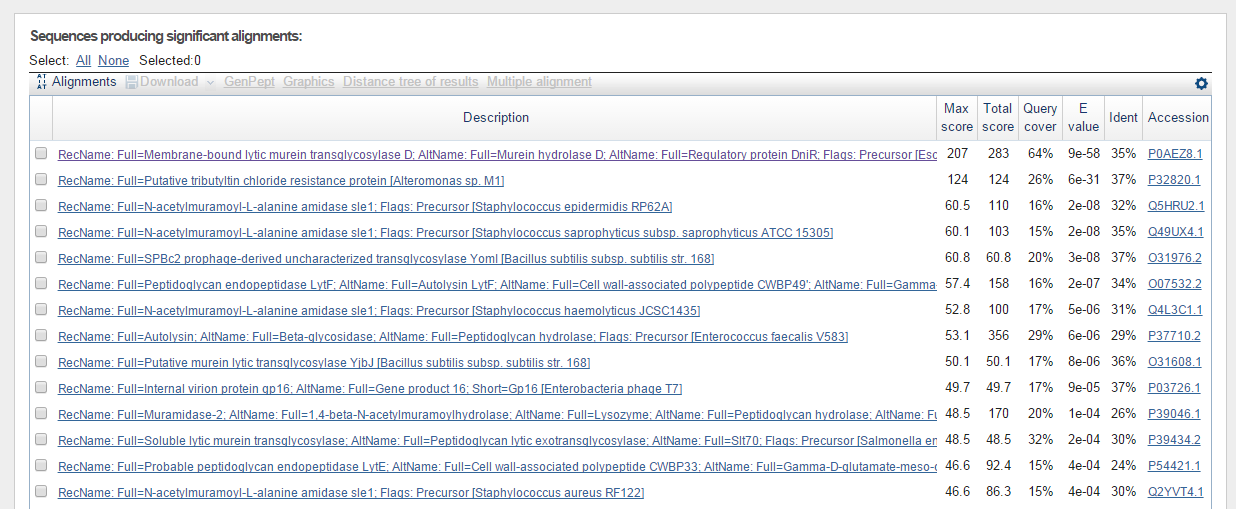 Sequences producing significant alignments:
Select: All None Selected:0
Alignments Download GenPept Graphics Distance tree of results Multiple alignment
Description Max score Total score Query cover E value Ident Accession
RecName: Full=Membrane-bound lytic murein transglycosylase D; AltName: Full=Murein hydrolase D; AltName: Full=Regulatory protein DniR; Flags: Precursor [Esc 207 283 64% 9e-58 35% P0AEZ8.1
RecName: Full=Putative tributyltin chloride resistance protein [Alteromonas sp. M1] 124 124 26% 6e-31 37% P32820.1
RecName: Full=N-acetylmuramoyl-L-alanine amidase sle1; Flags: Precursor [Staphylococcus epidermidis RP62A] 60.5 110 16% 2e-08 32% Q5HRU2.1
RecName: Full=N-acetylmuramoyl-L-alanine amidase sle1; Flags: Precursor [Staphylococcus saprophyticus subsp. saprophyticus ATCC 15305] 60.1 103 15% 2e-08 35% Q49UX4.1
RecName: Full=SPBc2 prophage-derived uncharacterized transglycosylase YomI [Bacillus subtilis subsp. subtilis str. 168] 60.8 60.8 20% 3e-08 37% O31976.2
RecName: Full=Peptidoglycan endopeptidase LytF; AltName: Full=Autolysin LytF; AltName: Full=Cell wall-associated polypeptide CWBP49'; AltName: Full=Gamma- 57.4 158 16% 2e-07 34% O07532.2
RecName: Full=N-acetylmuramoyl-L-alanine amidase sle1; Flags: Precursor [Staphylococcus haemolyticus JCSC1435] 52.8 100 17% 5e-06 31% Q4L3C1.1
RecName: Full=Autolysin; AltName: Full=Beta-glycosidase; AltName: Full=Peptidoglycan hydrolase; Flags: Precursor [Enterococcus faecalis V583] 53.1 356 29% 6e-06 29% P37710.2
RecName: Full=Putative murein lytic transglycosylase YjbJ [Bacillus subtilis subsp. subtilis str. 168] 50.1 50.1 17% 8e-06 36% O31608.1
RecName: Full=Internal virion protein gp16; AltName: Full=Gene product 16; Short=Gp16 [Enterobacteria phage T7] 49.7 49.7 17% 9e-05 37% P03726.1
RecName: Full=Muramidase-2; AltName: Full=1,4-beta-N-acetylmuramoylhydrolase; AltName: Full=Lysozyme; AltName: Full=Peptidoglycan hydrolase; AltName: Fu 48.5 170 20% 1e-04 26% P39046.1
RecName: Full=Soluble lytic murein transglycosylase; AltName: Full=Peptidoglycan lytic exotransglycosylase; AltName: Full=Slt70; Flags: Precursor [Salmonella en 48.5 48.5 32% 2e-04 30% P39434.2
RecName: Full=Probable peptidoglycan endopeptidase LytE; AltName: Full=Cell wall-associated polypeptide CWBP33; AltName: Full=Gamma-D-glutamate-meso- 46.6 92.4 15% 4e-04 24% P54421.1
RecName: Full=N-acetylmuramoyl-L-alanine amidase sle1; Flags: Precursor [Staphylococcus aureus RF122] 46.6 86.3 15% 4e-04 30% Q2YVT4.1